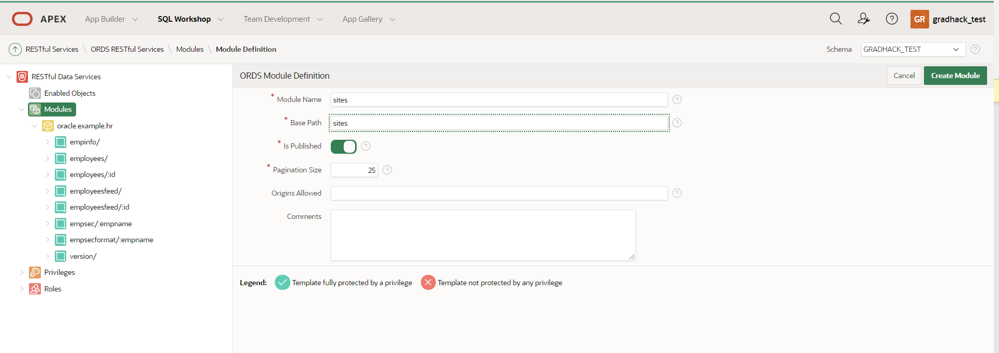 APEX App Builder SQL Workshop Team Development App Gallery ? GR gradhack_test
RESTful Services \ ORDS RESTful Services \ Modules \ Module Definition Schema GRADHACK_TEST ?
RESTful Data Services
Enabled Objects
Modules
oracle.example.hr
empinfo/
employees/
employees/:id
employeesfeed/
employeesfeed/:id
empsec/:empname
empsecformat/:empname
version/
Privileges
Roles
ORDS Module Definition Cancel Create Module
* Module Name sites ?
* Base Path sites ?
* Is Published ?
* Pagination Size 25 ?
Origins Allowed ?
Comments
Legend: Template fully protected by a privilege Template not protected by any privilege